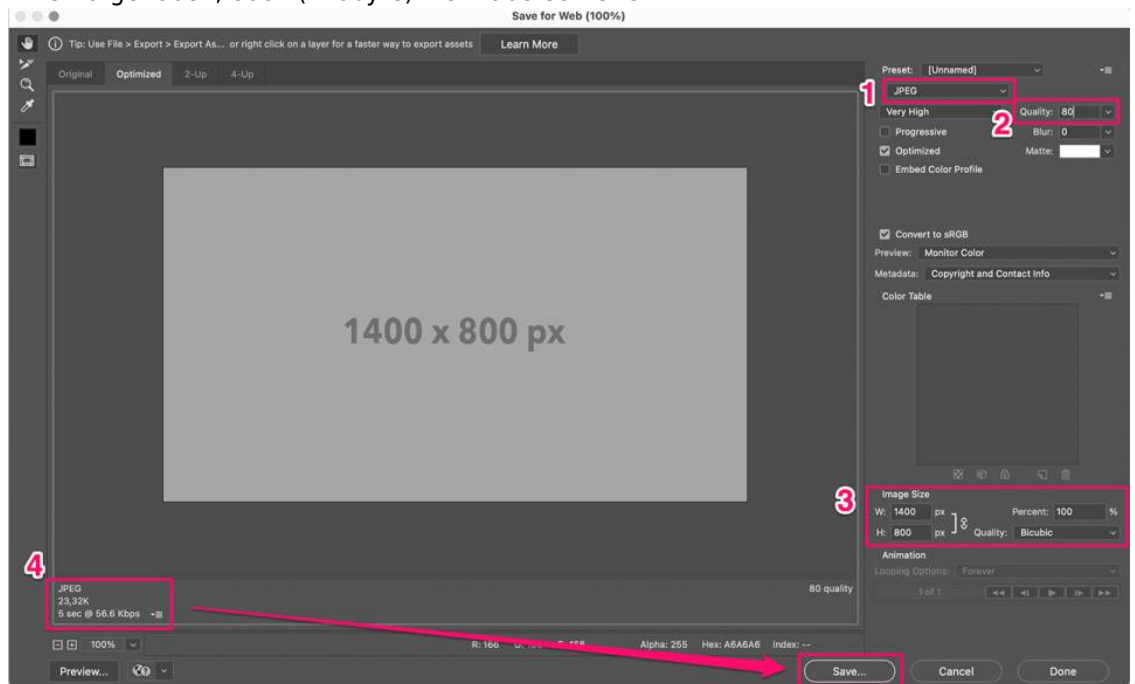 Save for Web (100%)
Tip: Use File > Export > Export As... or right click on a layer for a faster way to export assets
Learn More
Original Optimized 2-Up 4-Up
Preset: [Unnamed]
1
JPEG
Very High
2
Quality: 80
Progressive
Blur: 0
Optimized
Matte:
Embed Color Profile
Convert to sRGB
Preview: Monitor Color
Metadata: Copyright and Contact Info
Color Table
1400 x 800 px
3
Image Size
W: 1400 px
Percent: 100 %
H: 800 px
Quality: Bicubic
Animation
Looping Options: Forever
1 of 1
4
JPEG
23,32K
5 sec @ 56.6 Kbps
80 quality
100%
R: 166
Alpha: 255 Hex: A6A6A6 Index: --
Preview...
Save...
Cancel
Done